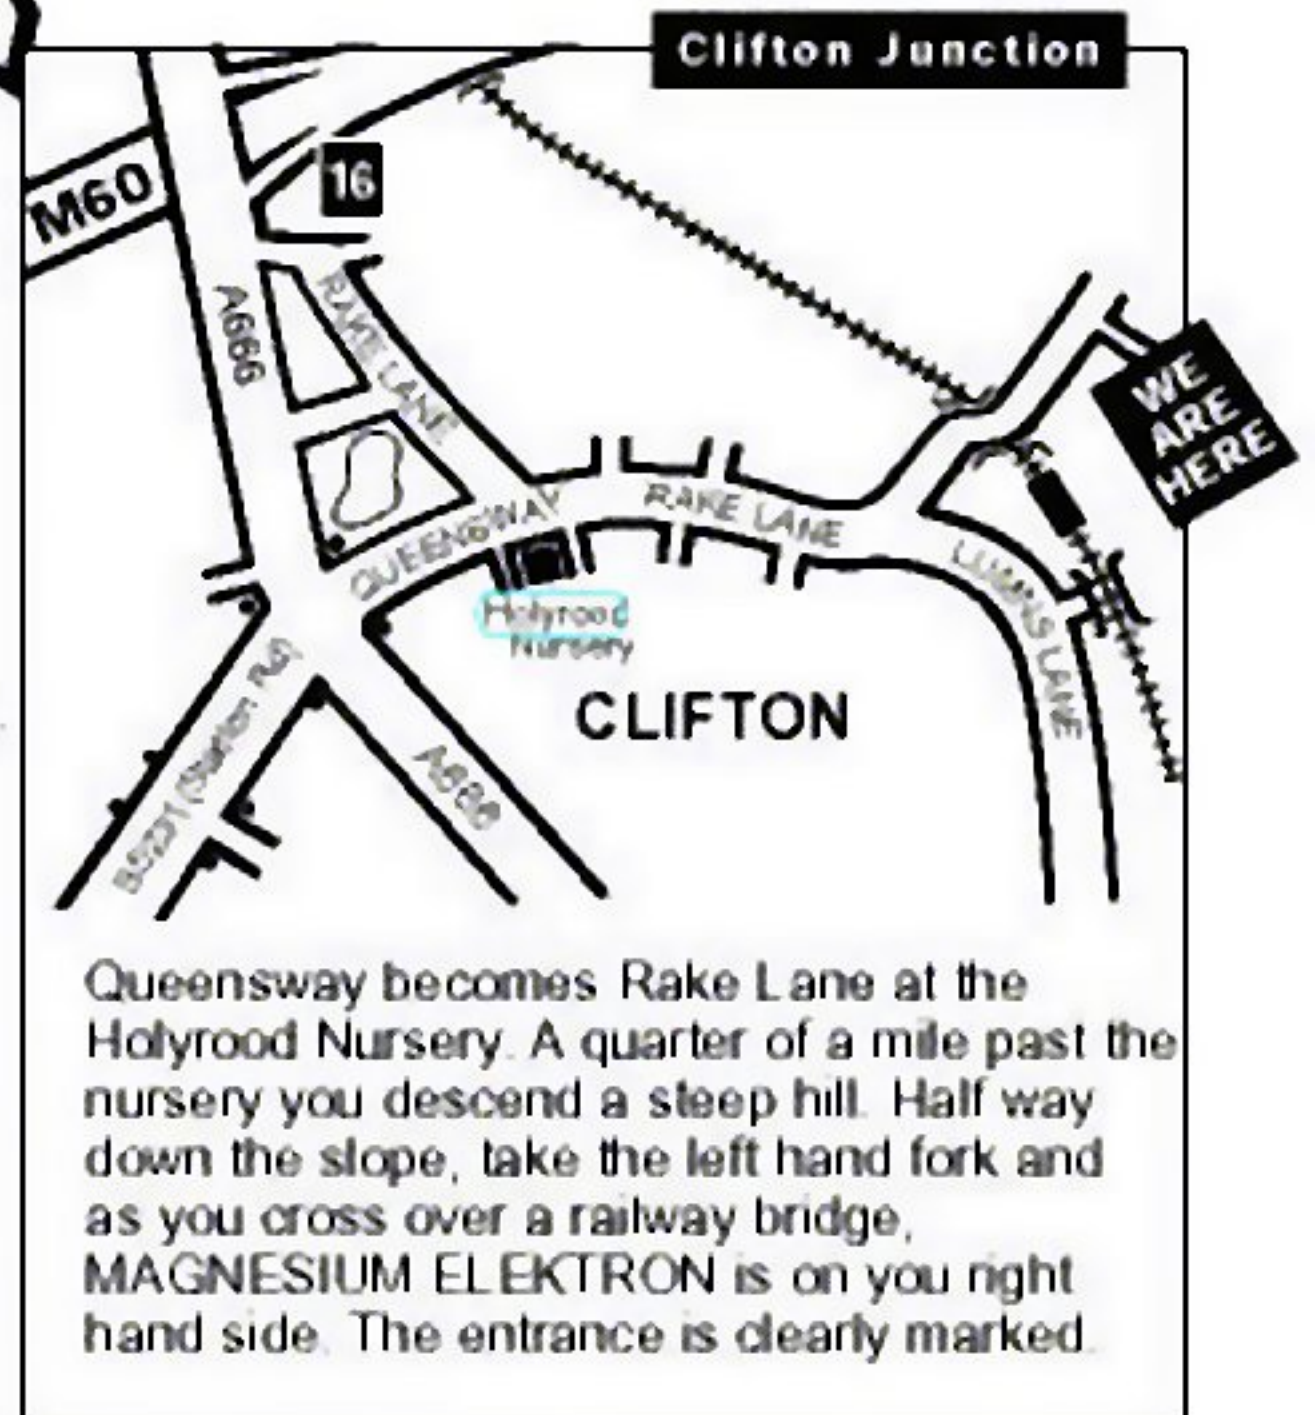 Clifton Junction
M60
16
A666
RAKE LANE
WE
ARE
HERE
QUEENSWAY
RAKE LANE
LUMNS LANE
Holyrood
Nursery
CLIFTON
B5231 (Station Rd)
A666
Queensway becomes Rake Lane at the
Holyrood Nursery. A quarter of a mile past the
nursery you descend a steep hill. Half way
down the slope, take the left hand fork and
as you cross over a railway bridge,
MAGNESIUM ELEKTRON is on you right
hand side. The entrance is clearly marked.